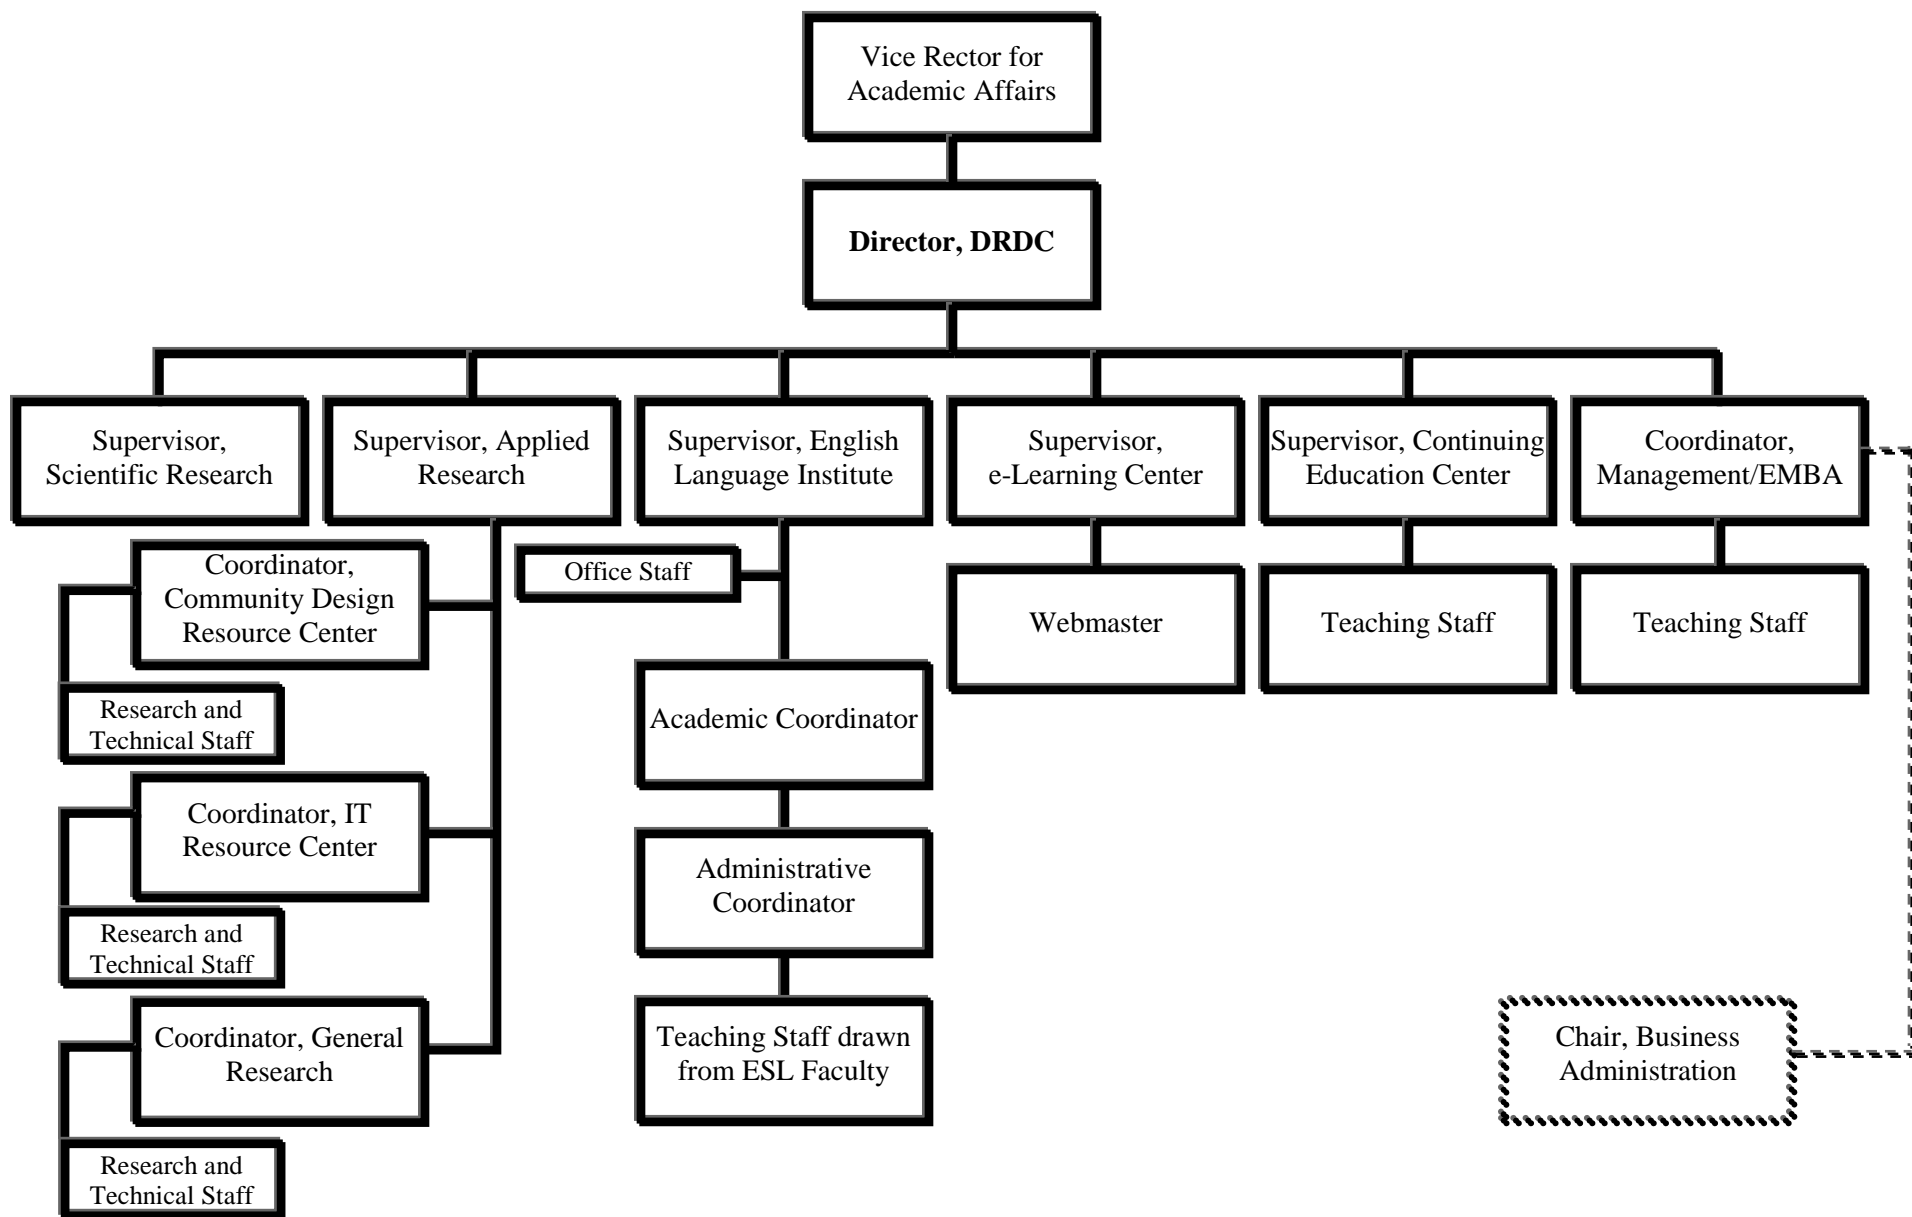 Vice Rector for
Academic Affairs
Director, DRDC
Supervisor,
Scientific Research
Supervisor, Applied
Research
Supervisor, English
Language Institute
Supervisor,
e-Learning Center
Supervisor, Continuing
Education Center
Coordinator,
Management/EMBA
Coordinator,
Community Design
Resource Center
Office Staff
Webmaster
Teaching Staff
Teaching Staff
Research and
Technical Staff
Academic Coordinator
Coordinator, IT
Resource Center
Administrative
Coordinator
Research and
Technical Staff
Coordinator, General
Research
Teaching Staff drawn
from ESL Faculty
Chair, Business
Administration
Research and
Technical Staff